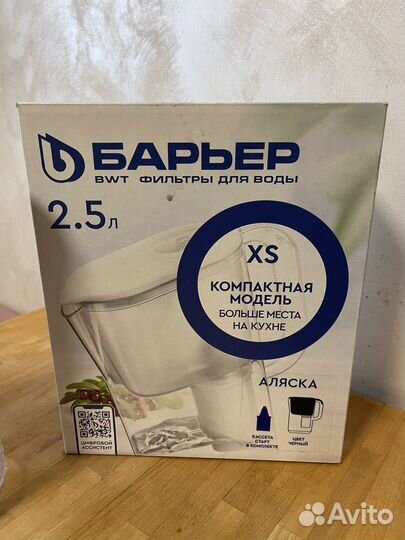 БАРЬЕР
BWT ФИЛЬТРЫ ДЛЯ ВОДЫ
2.5л
XS
КОМПАКТНАЯ
МОДЕЛЬ
БОЛЬШЕ МЕСТА
НА КУХНЕ
АЛЯСКА
ЦИФРОВОЙ
АССИСТЕНТ
КАССЕТА
СТАРТ
В КОМПЛЕКТЕ
ЦВЕТ
ЧЕРНЫЙ
Avito